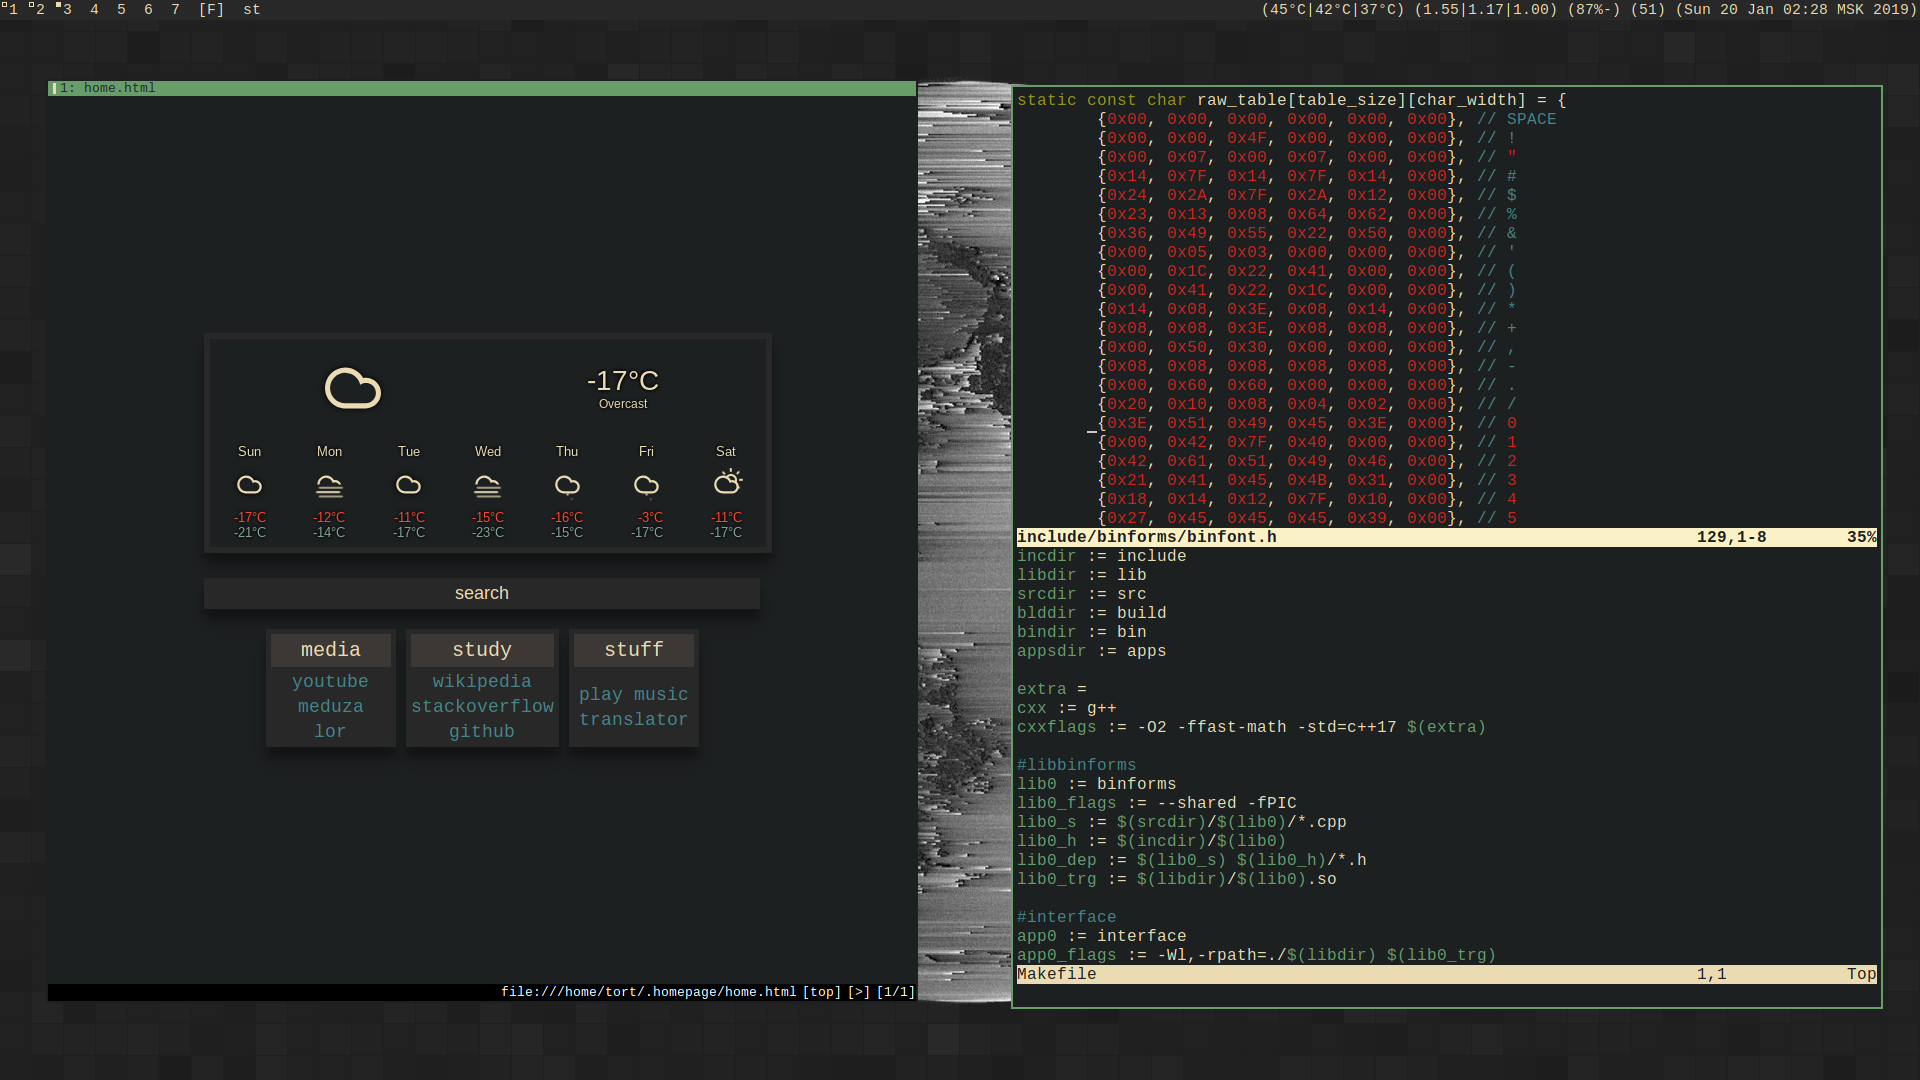 1 2 3 4 5 6 7 [F] st
(45°C|42°C|37°C) (1.55|1.17|1.00) (87%-) (51) (Sun 20 Jan 02:28 MSK 2019)
1: home.html
-17°C
Overcast
Sun Mon Tue Wed Thu Fri Sat
-17°C -12°C -11°C -15°C -16°C -3°C -11°C
-21°C -14°C -17°C -23°C -15°C -17°C -17°C
search
media
youtube
meduza
lor
study
wikipedia
stackoverflow
github
stuff
play music
translator
file:///home/tort/.homepage/home.html [top] [>] [1/1]
static const char raw_table[table_size][char_width] = {
{0x00, 0x00, 0x00, 0x00, 0x00, 0x00}, // SPACE
{0x00, 0x00, 0x4F, 0x00, 0x00, 0x00}, // !
{0x00, 0x07, 0x00, 0x07, 0x00, 0x00}, // "
{0x14, 0x7F, 0x14, 0x7F, 0x14, 0x00}, // #
{0x24, 0x2A, 0x7F, 0x2A, 0x12, 0x00}, // $
{0x23, 0x13, 0x08, 0x64, 0x62, 0x00}, // %
{0x36, 0x49, 0x55, 0x22, 0x50, 0x00}, // &
{0x00, 0x05, 0x03, 0x00, 0x00, 0x00}, // '
{0x00, 0x1C, 0x22, 0x41, 0x00, 0x00}, // (
{0x00, 0x41, 0x22, 0x1C, 0x00, 0x00}, // )
{0x14, 0x08, 0x3E, 0x08, 0x14, 0x00}, // *
{0x08, 0x08, 0x3E, 0x08, 0x08, 0x00}, // +
{0x00, 0x50, 0x30, 0x00, 0x00, 0x00}, // ,
{0x08, 0x08, 0x08, 0x08, 0x08, 0x00}, // -
{0x00, 0x60, 0x60, 0x00, 0x00, 0x00}, // .
{0x20, 0x10, 0x08, 0x04, 0x02, 0x00}, // /
{0x3E, 0x51, 0x49, 0x45, 0x3E, 0x00}, // 0
{0x00, 0x42, 0x7F, 0x40, 0x00, 0x00}, // 1
{0x42, 0x61, 0x51, 0x49, 0x46, 0x00}, // 2
{0x21, 0x41, 0x45, 0x4B, 0x31, 0x00}, // 3
{0x18, 0x14, 0x12, 0x7F, 0x10, 0x00}, // 4
{0x27, 0x45, 0x45, 0x45, 0x39, 0x00}, // 5
include/binforms/binfont.h 129,1-8 35%
incdir := include
libdir := lib
srcdir := src
blddir := build
bindir := bin
appsdir := apps
extra =
cxx := g++
cxxflags := -O2 -ffast-math -std=c++17 $(extra)
#libbinforms
lib0 := binforms
lib0_flags := --shared -fPIC
lib0_s := $(srcdir)/$(lib0)/*.cpp
lib0_h := $(incdir)/$(lib0)
lib0_dep := $(lib0_s) $(lib0_h)/*.h
lib0_trg := $(libdir)/$(lib0).so
#interface
app0 := interface
app0_flags := -Wl,-rpath=./$(libdir) $(lib0_trg)
Makefile 1,1 Top